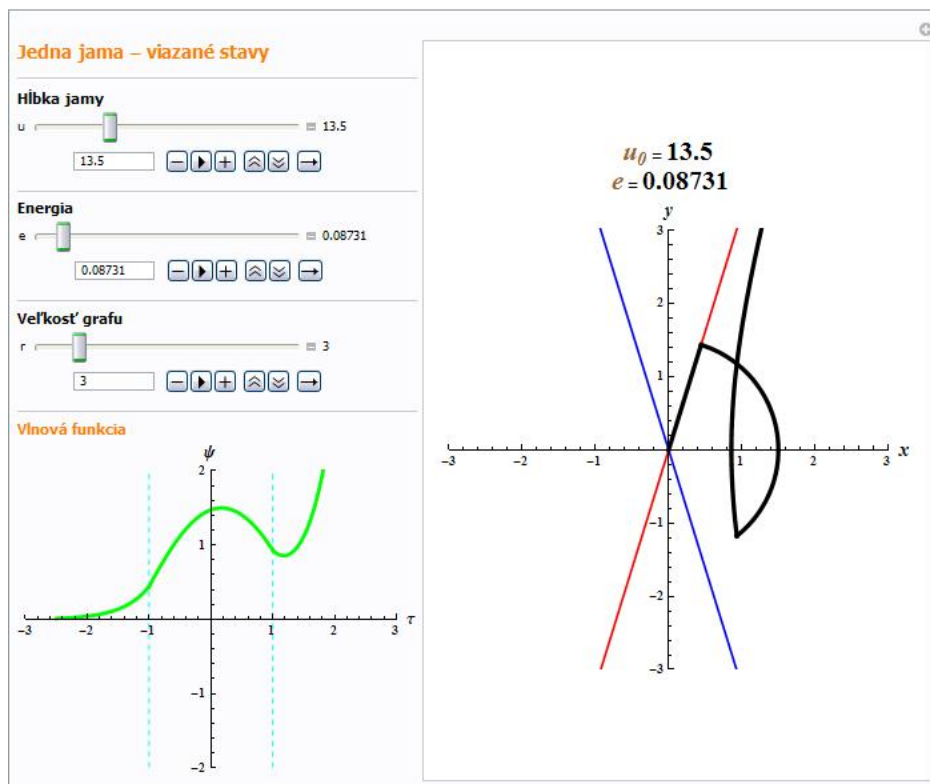 Jedna jama – viazané stavy
Hĺbka jamy
u 13.5
13.5
Energia
e 0.08731
0.08731
Veľkosť grafu
r 3
3
Vlnová funkcia
ψ
2
1
-3 -2 -1 0 1 2 3 τ
-1
-2
u0 = 13.5
e = 0.08731
y
3
2
1
-3 -2 -1 0 1 2 3 x
-1
-2
-3